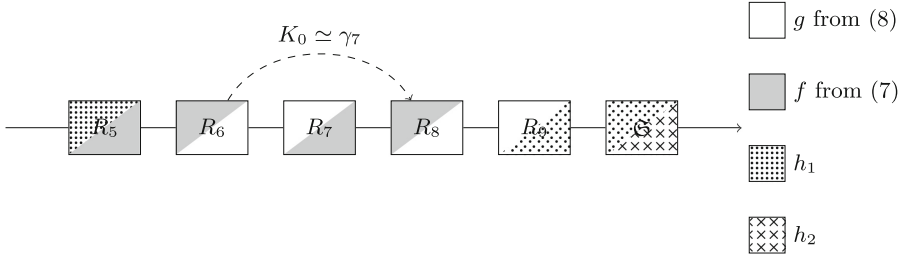 K₀ ≃ γ₇
R₅ R₆ R₇ R₈ R₉ G
g from (8)
f from (7)
h₁
h₂